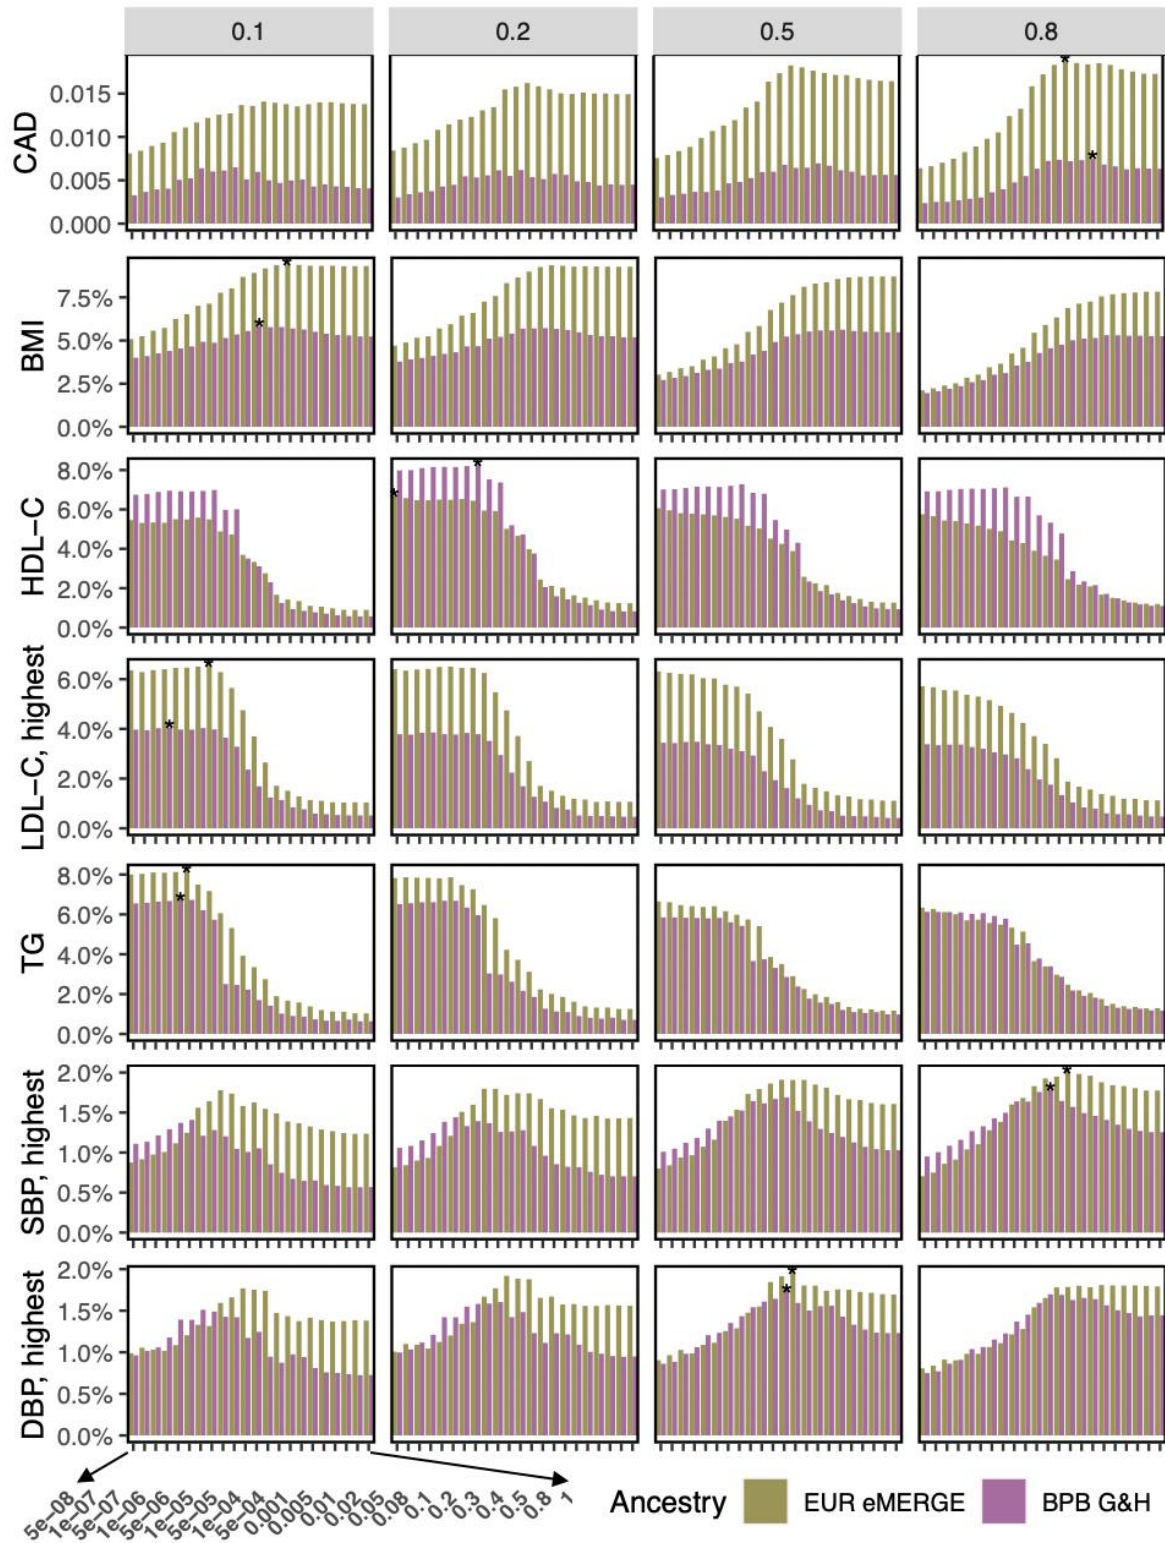 0.1 0.2 0.5 0.8
CAD
0.015
0.010
0.005
0.000
BMI
7.5%
5.0%
2.5%
0.0%
HDL−C
8.0%
6.0%
4.0%
2.0%
0.0%
LDL−C, highest
6.0%
4.0%
2.0%
0.0%
TG
8.0%
6.0%
4.0%
2.0%
0.0%
SBP, highest
2.0%
1.5%
1.0%
0.5%
0.0%
DBP, highest
2.0%
1.5%
1.0%
0.5%
0.0%
5e−08
1e−07
5e−07
1e−06
5e−06
1e−05
5e−05
1e−04
5e−04
0.001
0.005
0.001
0.02
0.05
0.08
0.1
0.2
0.3
0.4
0.5
0.8
1
Ancestry EUR eMERGE BPB G&H